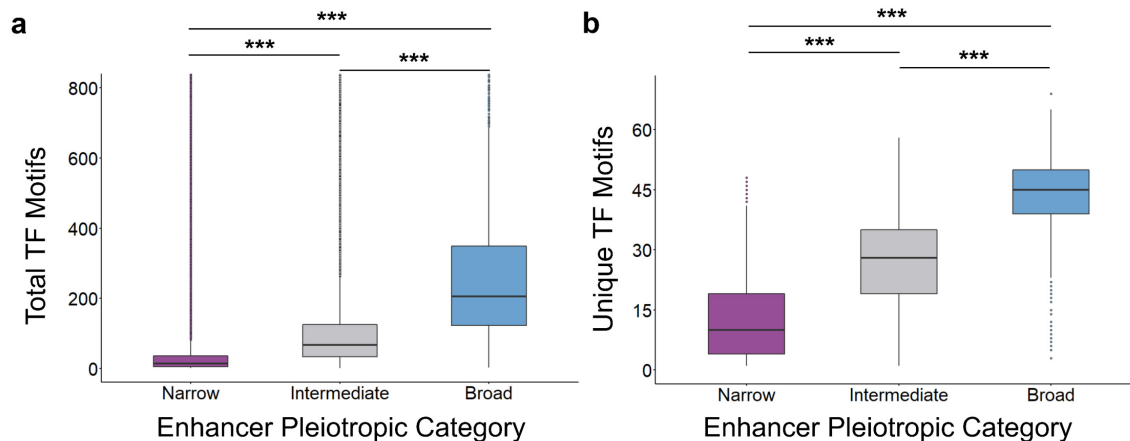 a
***
***
***
Total TF Motifs
800
600
400
200
0
Narrow
Intermediate
Broad
Enhancer Pleiotropic Category
b
***
***
***
Unique TF Motifs
60
45
30
15
0
Narrow
Intermediate
Broad
Enhancer Pleiotropic Category